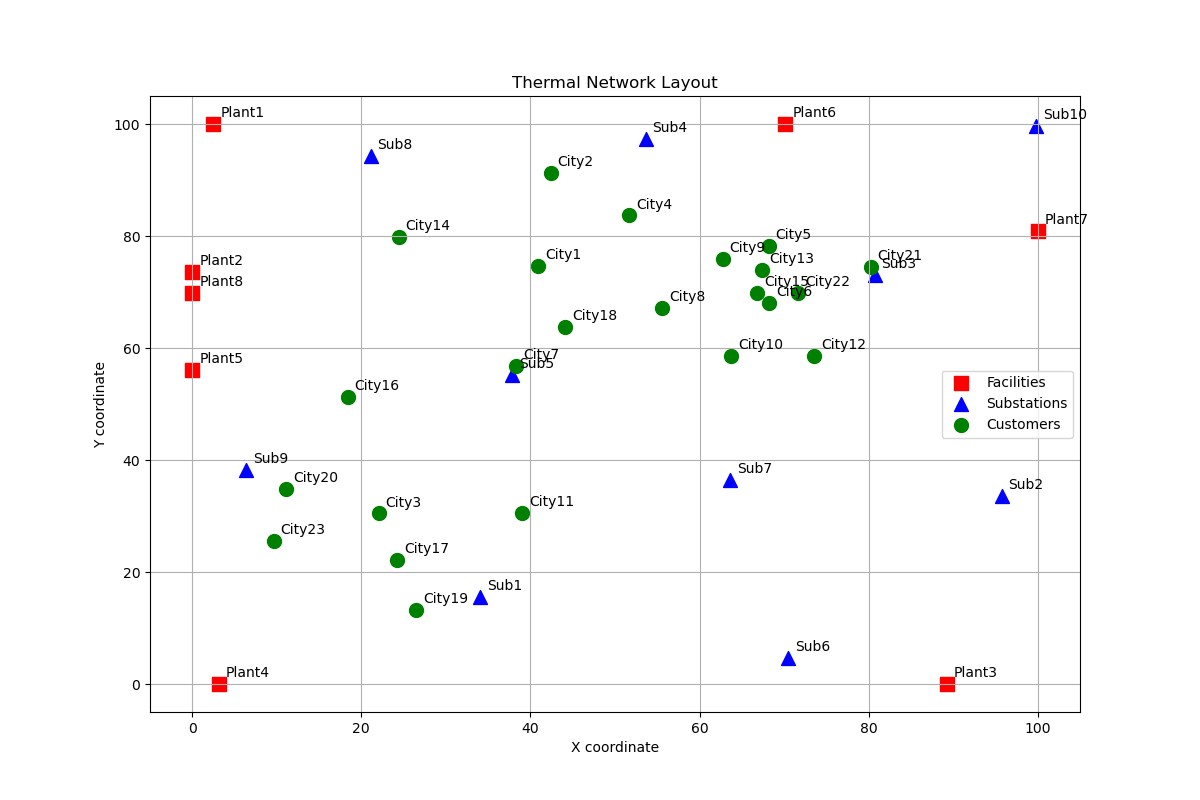 Thermal Network Layout
Plant1
Plant6
Sub10
Sub4
Sub8
City2
City4
Plant7
City14
City5
City9
City1
City21
Sub3
Plant2
City13
Plant8
City15
City22
City6
City8
City18
City10
City12
Plant5
City7
Sub5
City16
Facilities
Substations
Customers
Sub9
Sub7
City20
Sub2
City3
City11
City23
City17
Sub1
City19
Sub6
Plant4
Plant3
100
80
60
40
20
0
Y coordinate
0 20 40 60 80 100
X coordinate